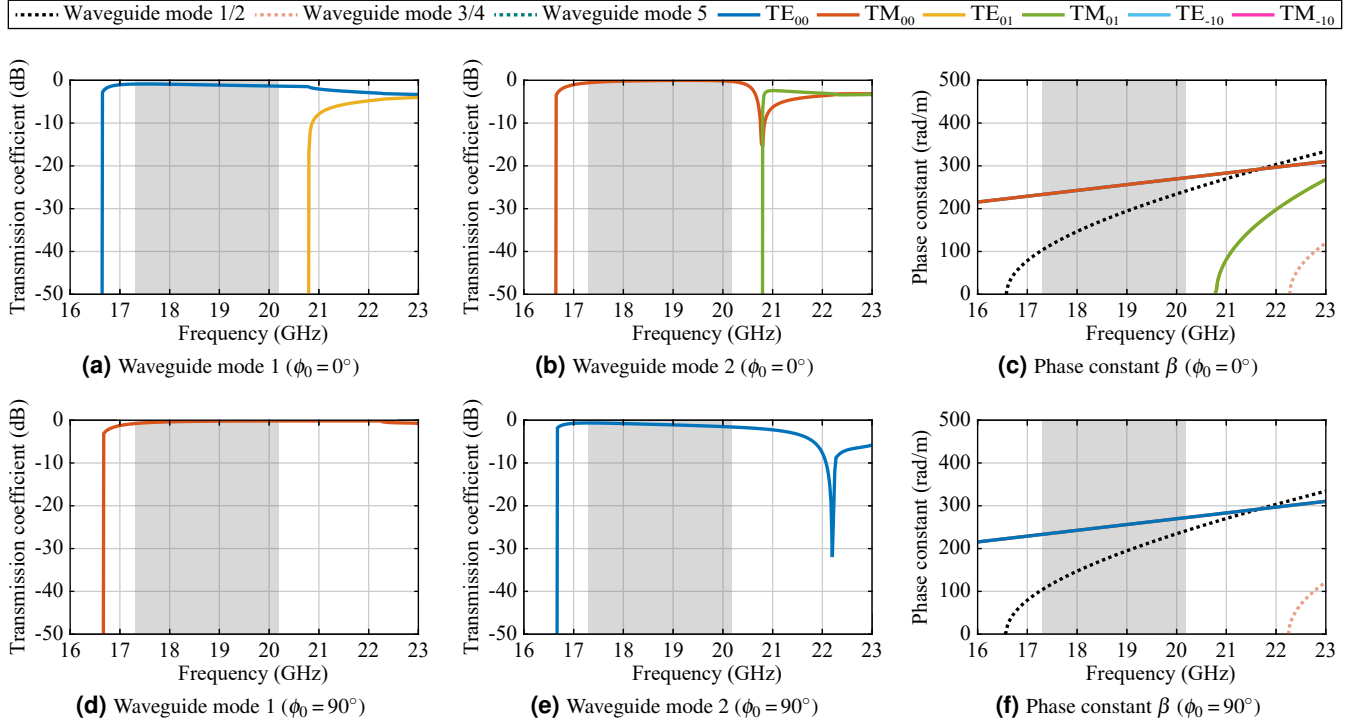 Waveguide mode 1/2 Waveguide mode 3/4 Waveguide mode 5 TE₀₀ TM₀₀ TE₀₁ TM₀₁ TE₋₁₀ TM₋₁₀
Transmission coefficient (dB)
0
-10
-20
-30
-40
-50
16 17 18 19 20 21 22 23
Frequency (GHz)
(a) Waveguide mode 1 (ϕ₀ = 0°)
Transmission coefficient (dB)
0
-10
-20
-30
-40
-50
16 17 18 19 20 21 22 23
Frequency (GHz)
(b) Waveguide mode 2 (ϕ₀ = 0°)
Phase constant (rad/m)
500
400
300
200
100
0
16 17 18 19 20 21 22 23
Frequency (GHz)
(c) Phase constant β (ϕ₀ = 0°)
Transmission coefficient (dB)
0
-10
-20
-30
-40
-50
16 17 18 19 20 21 22 23
Frequency (GHz)
(d) Waveguide mode 1 (ϕ₀ = 90°)
Transmission coefficient (dB)
0
-10
-20
-30
-40
-50
16 17 18 19 20 21 22 23
Frequency (GHz)
(e) Waveguide mode 2 (ϕ₀ = 90°)
Phase constant (rad/m)
500
400
300
200
100
0
16 17 18 19 20 21 22 23
Frequency (GHz)
(f) Phase constant β (ϕ₀ = 90°)